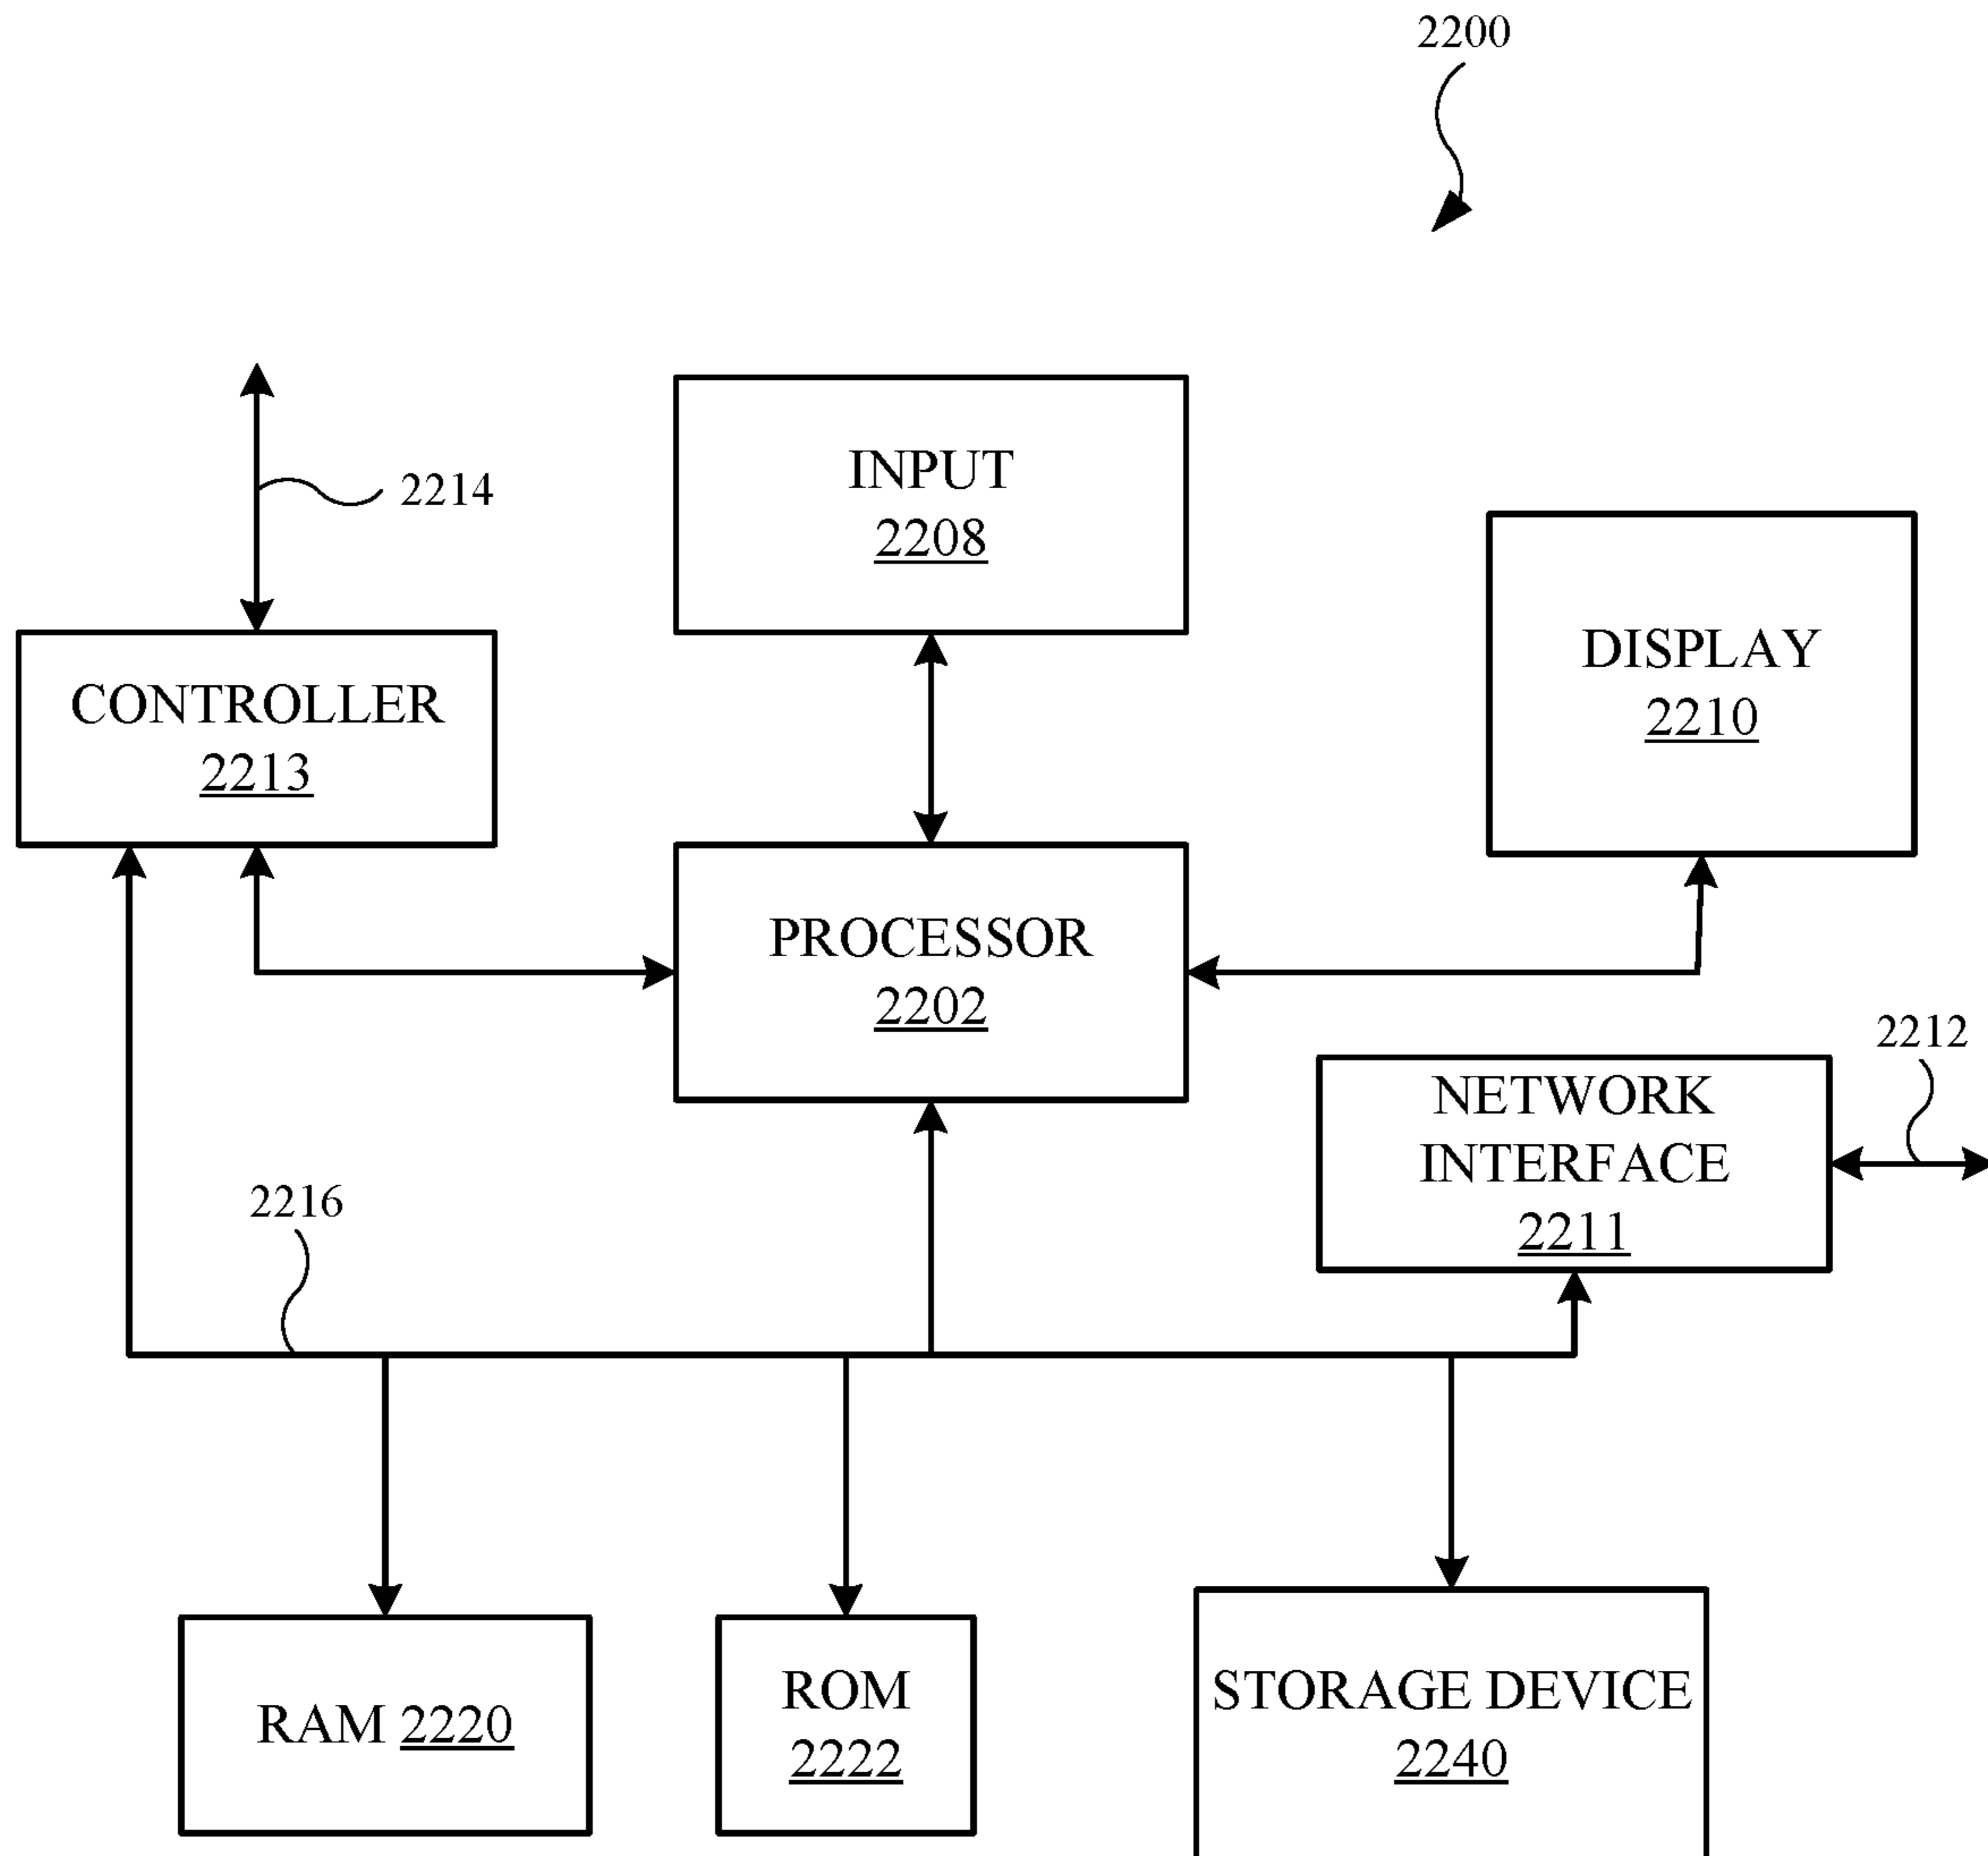 2200
2214
INPUT
2208
DISPLAY
2210
CONTROLLER
2213
PROCESSOR
2202
2212
NETWORK
INTERFACE
2211
2216
RAM 2220
ROM
2222
STORAGE DEVICE
2240